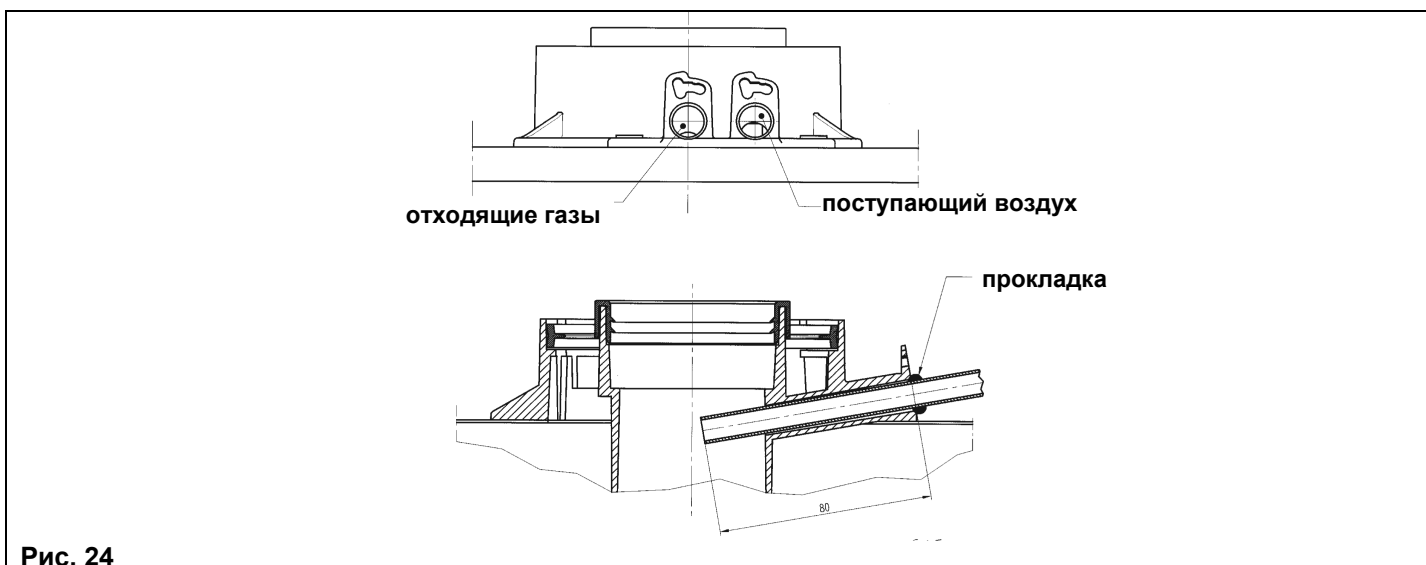 отходящие газы
поступающий воздух
прокладка
80
Рис. 24